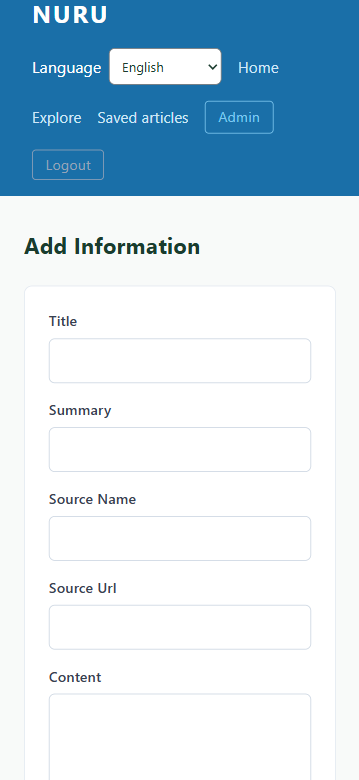 NURU
Language English Home
Explore Saved articles Admin
Logout
Add Information
Title
Summary
Source Name
Source Url
Content